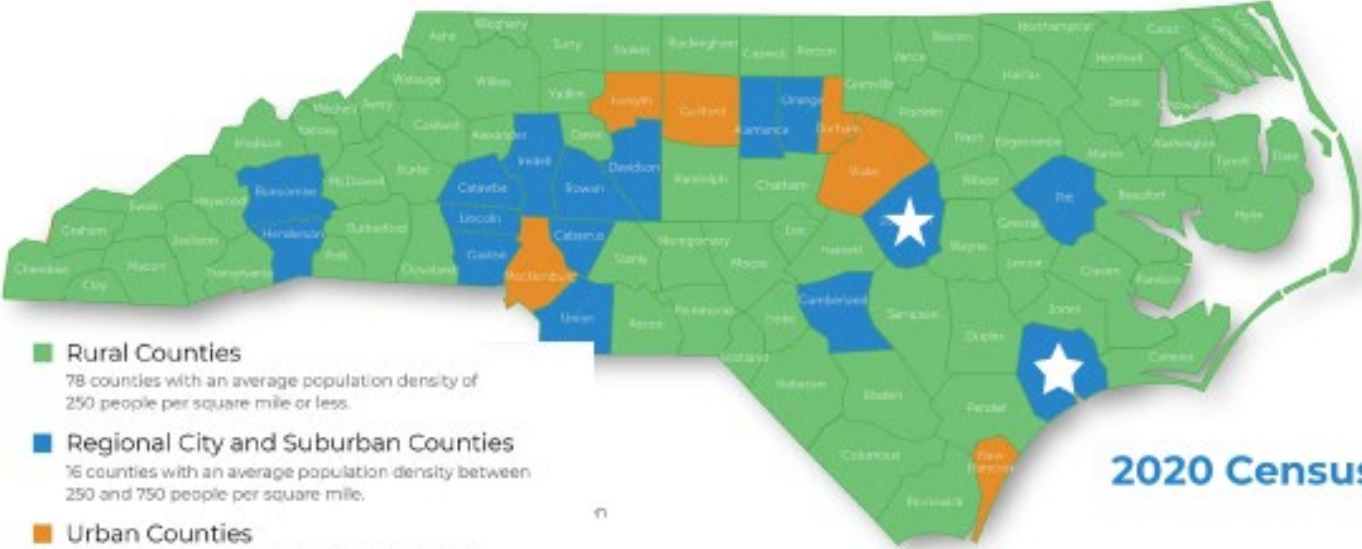 Ashe
Alleghany
Surry
Stokes
Rockingham
Caswell
Person
Vance
Warren
Northampton
Gates
Hertford
Halifax
Granville
Watauga
Wilkes
Yadkin
Forsyth
Guilford
Alamance
Orange
Durham
Franklin
Bertie
Mitchell
Avery
Yancey
Caldwell
Alexander
Davie
Iredell
Davidson
Nash
Edgecombe
Martin
Washington
Tyrrell
Dare
Madison
Burke
McDowell
Catawba
Rowan
Randolph
Chatham
Wake
Wilson
Pitt
Beaufort
Hyde
Buncombe
Haywood
Swain
Graham
Jackson
Henderson
Rutherford
Lincoln
Cabarrus
Gaston
Montgomery
Lee
Harnett
Wayne
Greene
Lenoir
Craven
Pamlico
Cherokee
Macon
Clay
Transylvania
Polk
Cleveland
Mecklenburg
Stanly
Moore
Union
Anson
Richmond
Hoke
Cumberland
Sampson
Duplin
Jones
Carteret
Scotland
Robeson
Bladen
Pender
Columbus
New
Hanover
Brunswick
Rural Counties
78 counties with an average population density of
250 people per square mile or less.
Regional City and Suburban Counties
16 counties with an average population density between
250 and 750 people per square mile.
Urban Counties
2020 Census